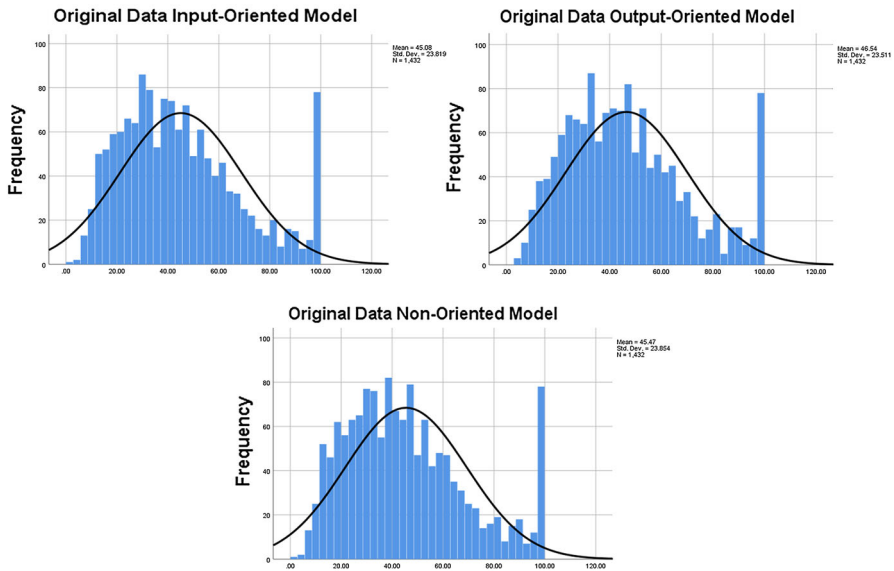 Original Data Input-Oriented Model
Mean = 45.08
Std. Dev. = 23.819
N = 1,432
Frequency
100
80
60
40
20
0
.00 20.00 40.00 60.00 80.00 100.00 120.00
Original Data Output-Oriented Model
Mean = 46.54
Std. Dev. = 23.511
N = 1,432
Frequency
100
80
60
40
20
0
.00 20.00 40.00 60.00 80.00 100.00 120.00
Original Data Non-Oriented Model
Mean = 45.47
Std. Dev. = 23.854
N = 1,432
Frequency
100
80
60
40
20
0
.00 20.00 40.00 60.00 80.00 100.00 120.00